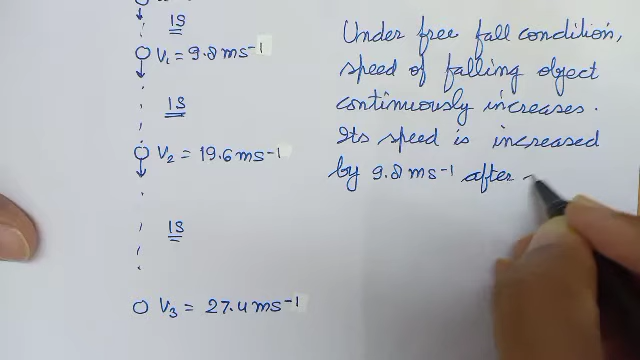 1S
V₁ = 9.8 ms⁻¹
1S
V₂ = 19.6 ms⁻¹
1S
V₃ = 27.4 ms⁻¹
Under free fall condition,
speed of falling object
continuously increases.
Its speed is increased
by 9.8 ms⁻¹ after